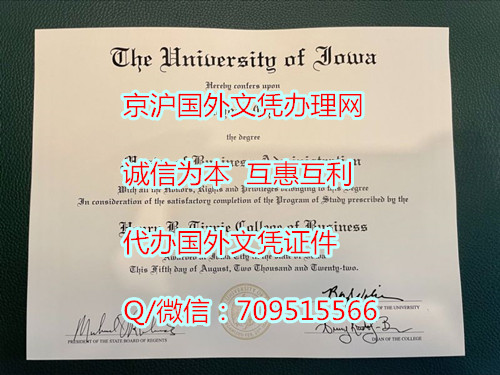 The University of Iowa
Hereby confers upon
京沪国外文凭办理网
the degree
诚信为本 互惠互利
With all the Honors, Rights and Privileges belonging to this Degree
In consideration of the satisfactory completion of the Program of Study prescribed by the
Henry B. Tippie College of Business
代办国外文凭证件
This Fifth day of August, Two Thousand and Twenty-two.
Q/微信：709515566
OF THE UNIVERSITY
PRESIDENT OF THE STATE BOARD OF REGENTS
DEAN OF THE COLLEGE